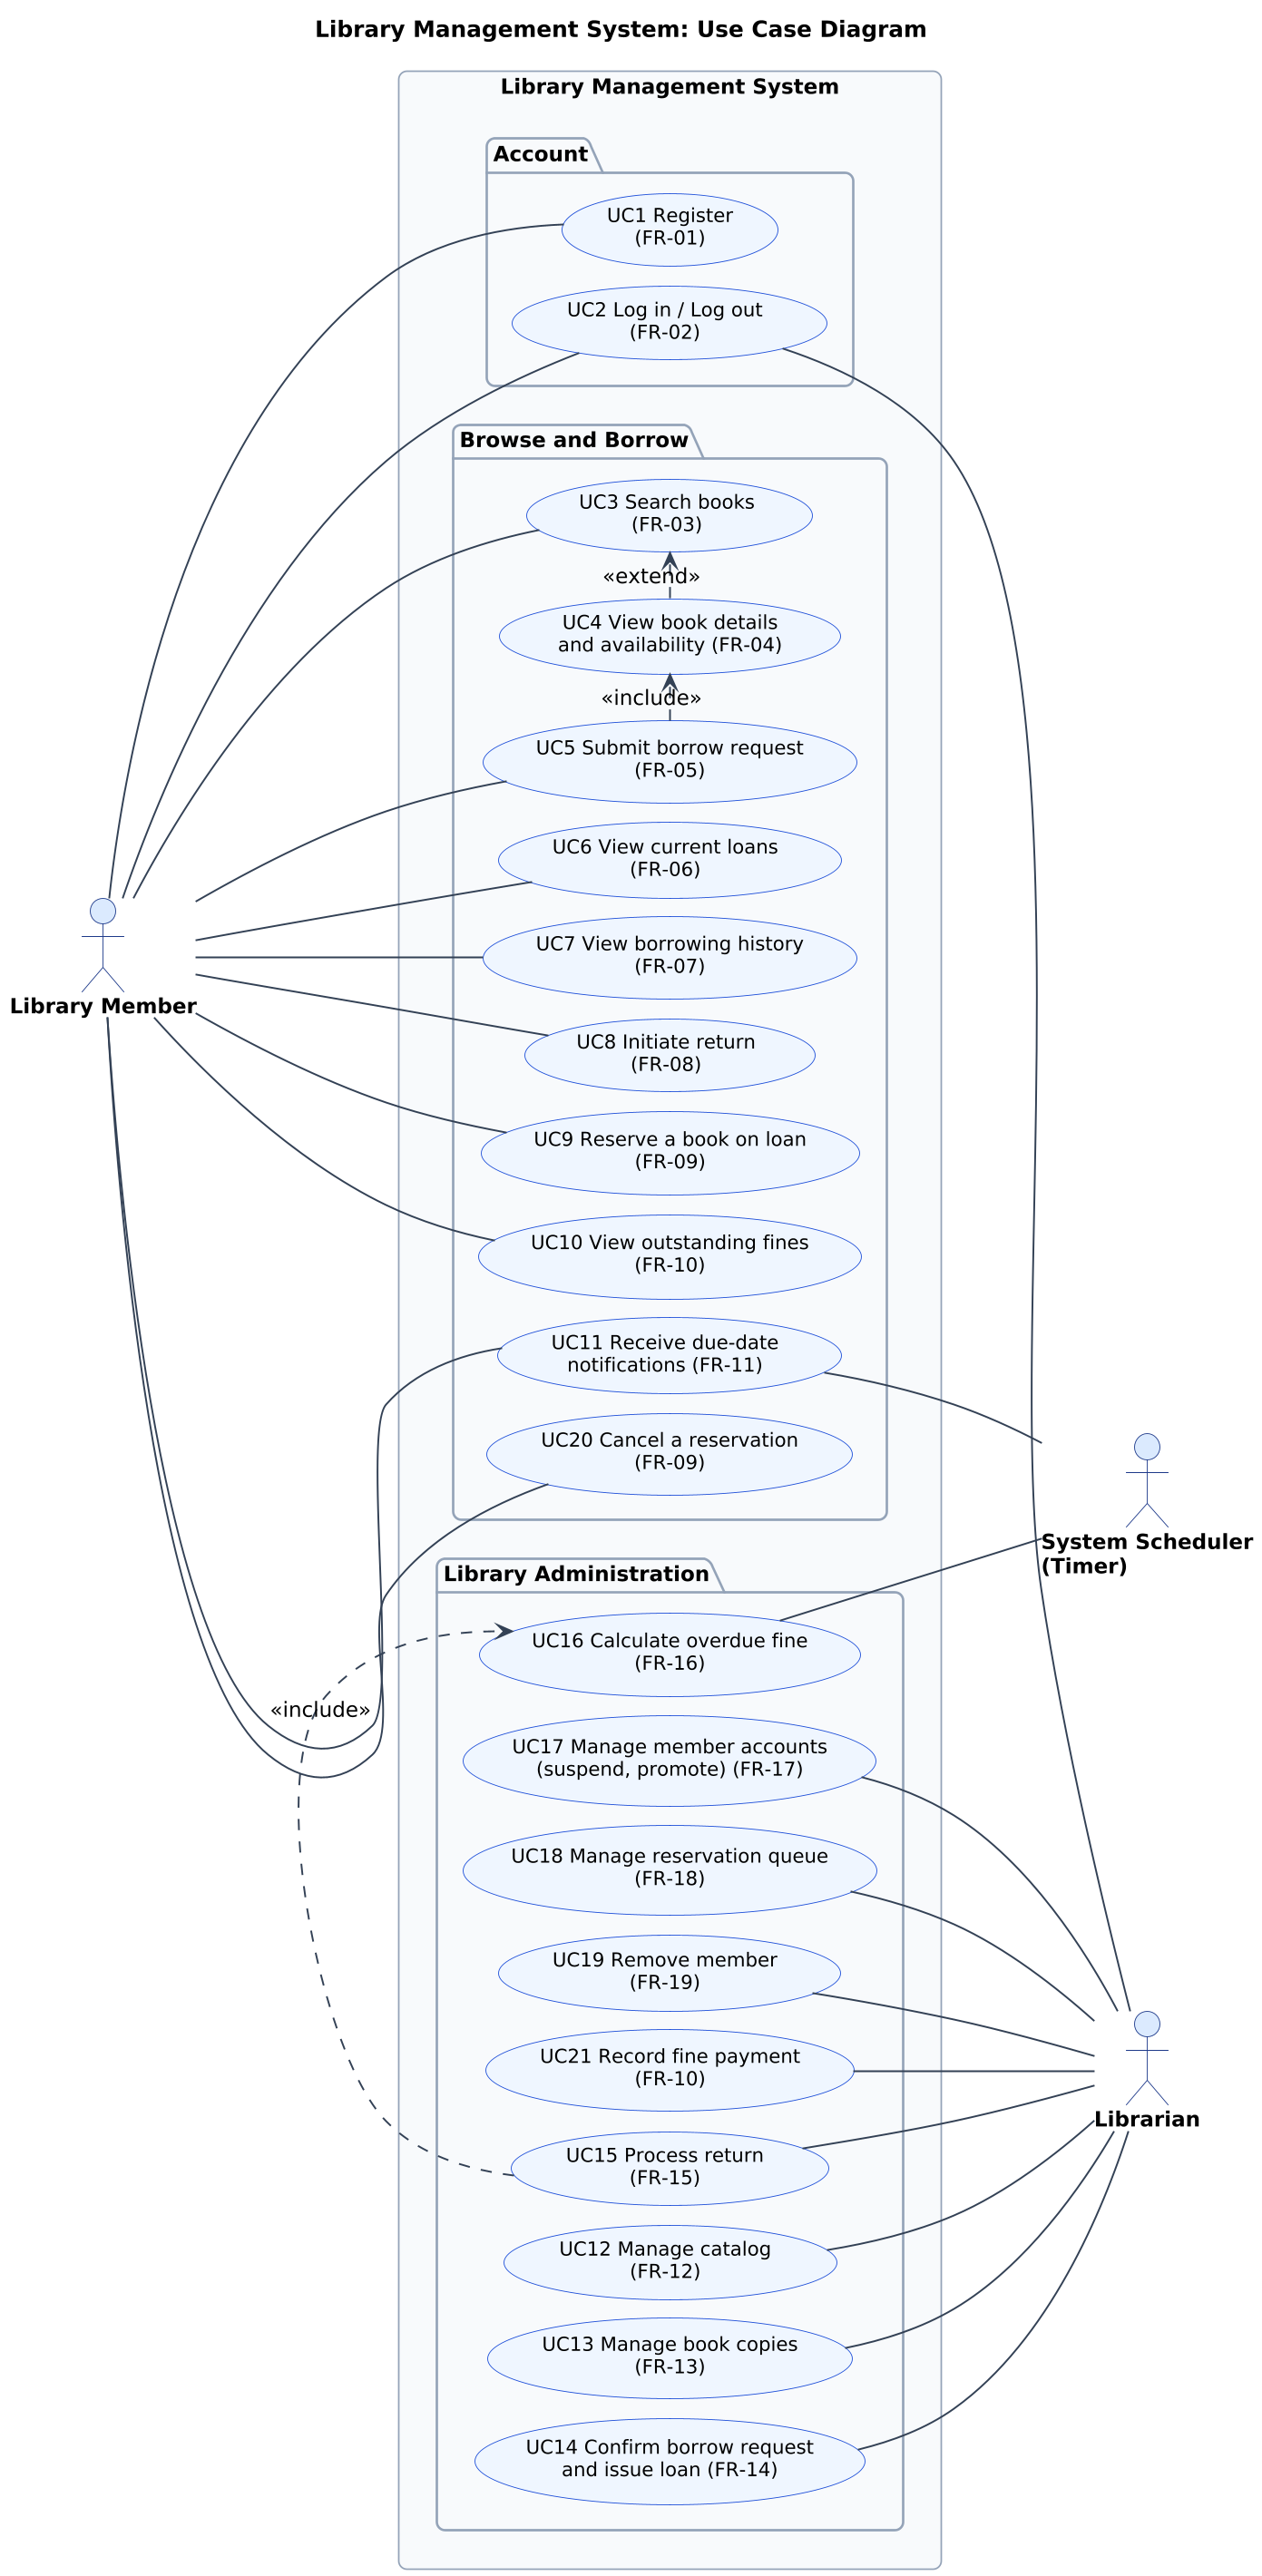 Library Management System: Use Case Diagram
Library Management System
Account
UC1 Register
(FR-01)
UC2 Log in / Log out
(FR-02)
Browse and Borrow
UC3 Search books
(FR-03)
«extend»
UC4 View book details
and availability (FR-04)
«include»
UC5 Submit borrow request
(FR-05)
UC6 View current loans
(FR-06)
UC7 View borrowing history
(FR-07)
Library Member
UC8 Initiate return
(FR-08)
UC9 Reserve a book on loan
(FR-09)
UC10 View outstanding fines
(FR-10)
UC11 Receive due-date
notifications (FR-11)
UC20 Cancel a reservation
(FR-09)
System Scheduler
(Timer)
Library Administration
UC16 Calculate overdue fine
(FR-16)
«include»
UC17 Manage member accounts
(suspend, promote) (FR-17)
UC18 Manage reservation queue
(FR-18)
UC19 Remove member
(FR-19)
UC21 Record fine payment
(FR-10)
Librarian
UC15 Process return
(FR-15)
UC12 Manage catalog
(FR-12)
UC13 Manage book copies
(FR-13)
UC14 Confirm borrow request
and issue loan (FR-14)